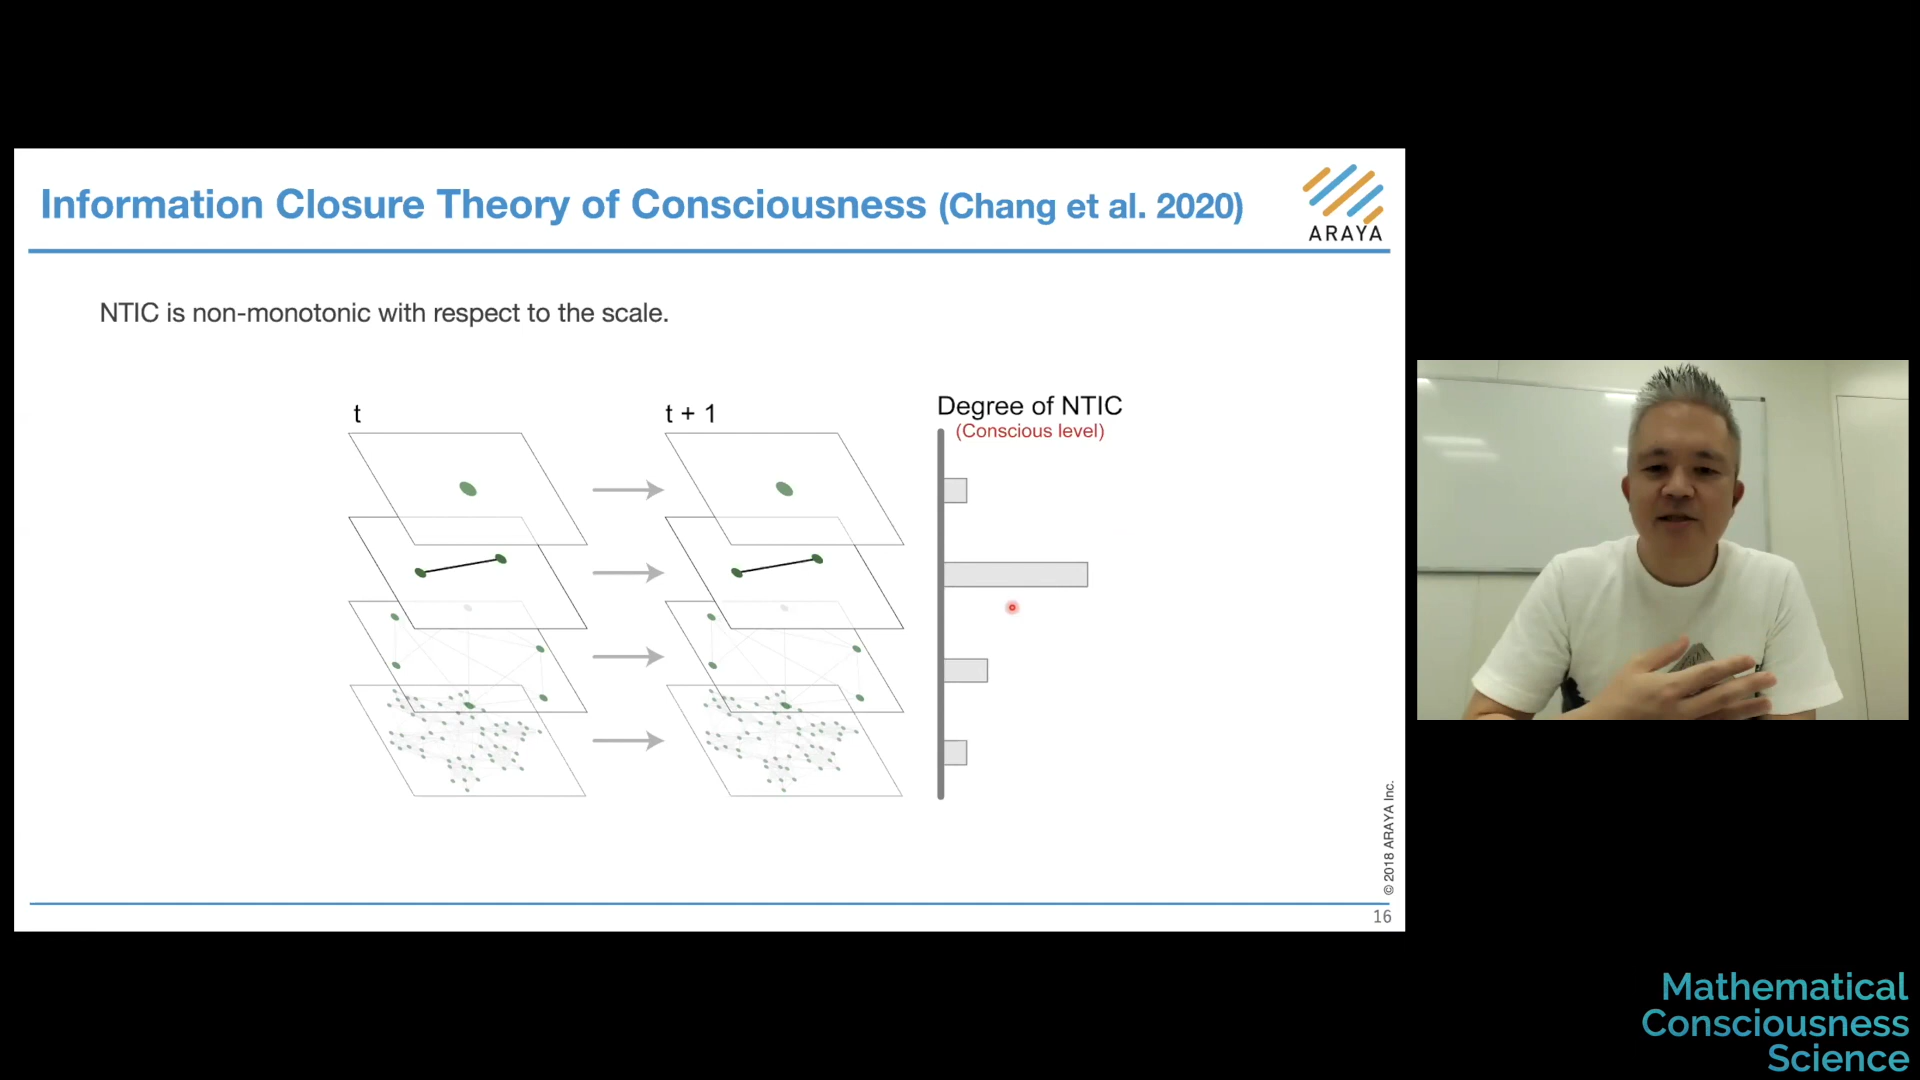 Information Closure Theory of Consciousness (Chang et al. 2020)
ARAYA
NTIC is non-monotonic with respect to the scale.
t
t + 1
Degree of NTIC
(Conscious level)
© 2018 ARAYA Inc.
16
Mathematical
Consciousness
Science